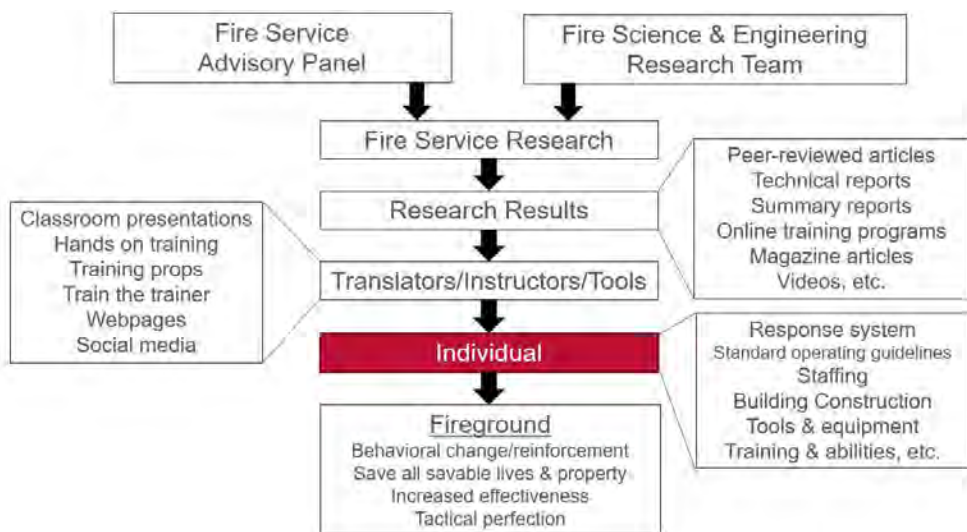 Fire Service
Advisory Panel
Fire Science & Engineering
Research Team
Fire Service Research
Research Results
Peer-reviewed articles
Technical reports
Summary reports
Online training programs
Magazine articles
Videos, etc.
Classroom presentations
Hands on training
Training props
Train the trainer
Webpages
Social media
Translators/Instructors/Tools
Individual
Response system
Standard operating guidelines
Staffing
Building Construction
Tools & equipment
Training & abilities, etc.
Fireground
Behavioral change/reinforcement
Save all savable lives & property
Increased effectiveness
Tactical perfection